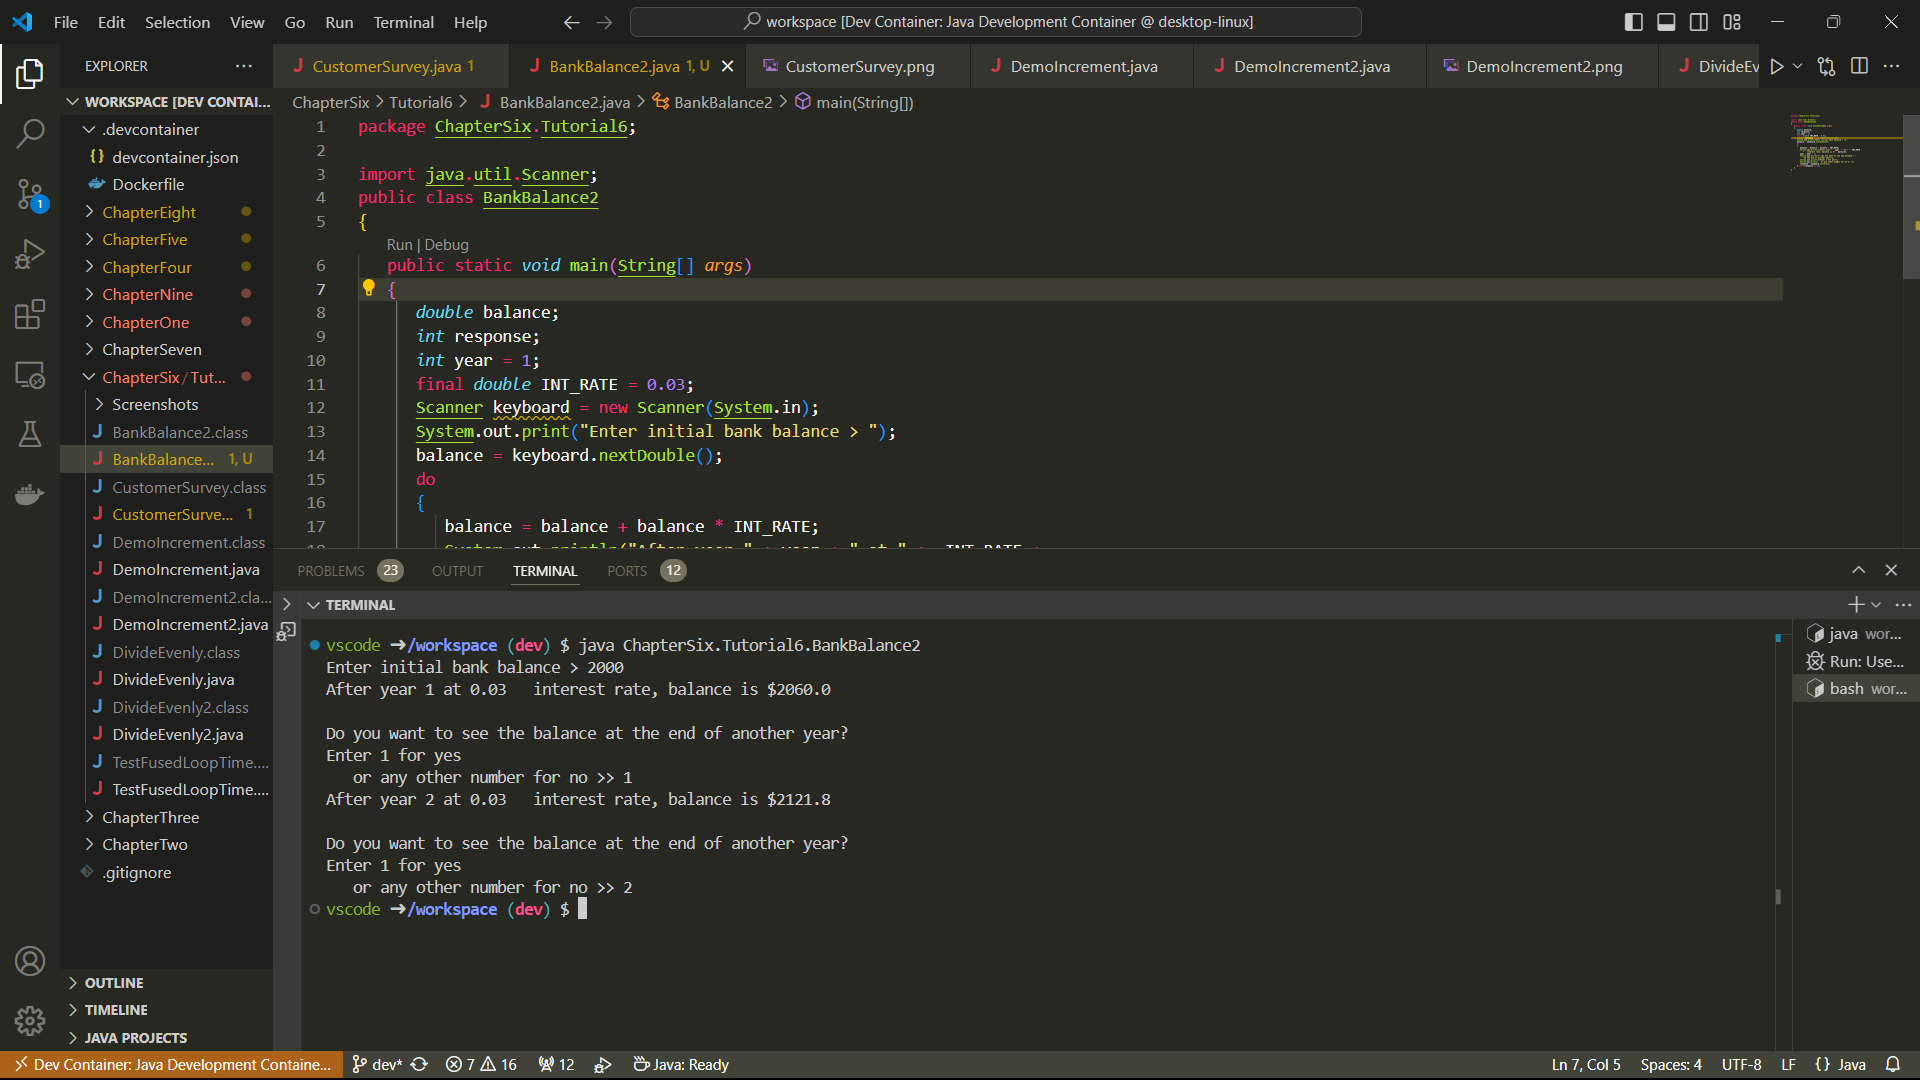 File Edit Selection View Go Run Terminal Help
workspace [Dev Container: Java Development Container @ desktop-linux]
EXPLORER
CustomerSurvey.java 1
BankBalance2.java 1, U
CustomerSurvey.png
DemoIncrement.java
DemoIncrement2.java
DemoIncrement2.png
DivideEv
WORKSPACE [DEV CONTAI...
.devcontainer
devcontainer.json
Dockerfile
ChapterEight
ChapterFive
ChapterFour
ChapterNine
ChapterOne
ChapterSeven
ChapterSix/Tut...
Screenshots
BankBalance2.class
BankBalance... 1, U
CustomerSurvey.class
CustomerSurve... 1
DemoIncrement.class
DemoIncrement.java
DemoIncrement2.cla...
DemoIncrement2.java
DivideEvenly.class
DivideEvenly.java
DivideEvenly2.class
DivideEvenly2.java
TestFusedLoopTime....
TestFusedLoopTime....
ChapterThree
ChapterTwo
.gitignore
OUTLINE
TIMELINE
JAVA PROJECTS
1
ChapterSix > Tutorial6 > BankBalance2.java > BankBalance2 > main(String[])
1 package ChapterSix.Tutorial6;
2
3 import java.util.Scanner;
4 public class BankBalance2
5 {
Run | Debug
6 public static void main(String[] args)
7 {
8 double balance;
9 int response;
10 int year = 1;
11 final double INT_RATE = 0.03;
12 Scanner keyboard = new Scanner(System.in);
13 System.out.print("Enter initial bank balance > ");
14 balance = keyboard.nextDouble();
15 do
16 {
17 balance = balance + balance * INT_RATE;
PROBLEMS 23 OUTPUT TERMINAL PORTS 12
TERMINAL
vscode ➜/workspace (dev) $ java ChapterSix.Tutorial6.BankBalance2
Enter initial bank balance > 2000
After year 1 at 0.03 interest rate, balance is $2060.0
Do you want to see the balance at the end of another year?
Enter 1 for yes
or any other number for no >> 1
After year 2 at 0.03 interest rate, balance is $2121.8
Do you want to see the balance at the end of another year?
Enter 1 for yes
or any other number for no >> 2
vscode ➜/workspace (dev) $
java wor...
Run: Use...
bash wor...
Dev Container: Java Development Containe... dev* 7 16 12 Java: Ready
Ln 7, Col 5 Spaces: 4 UTF-8 LF {} Java